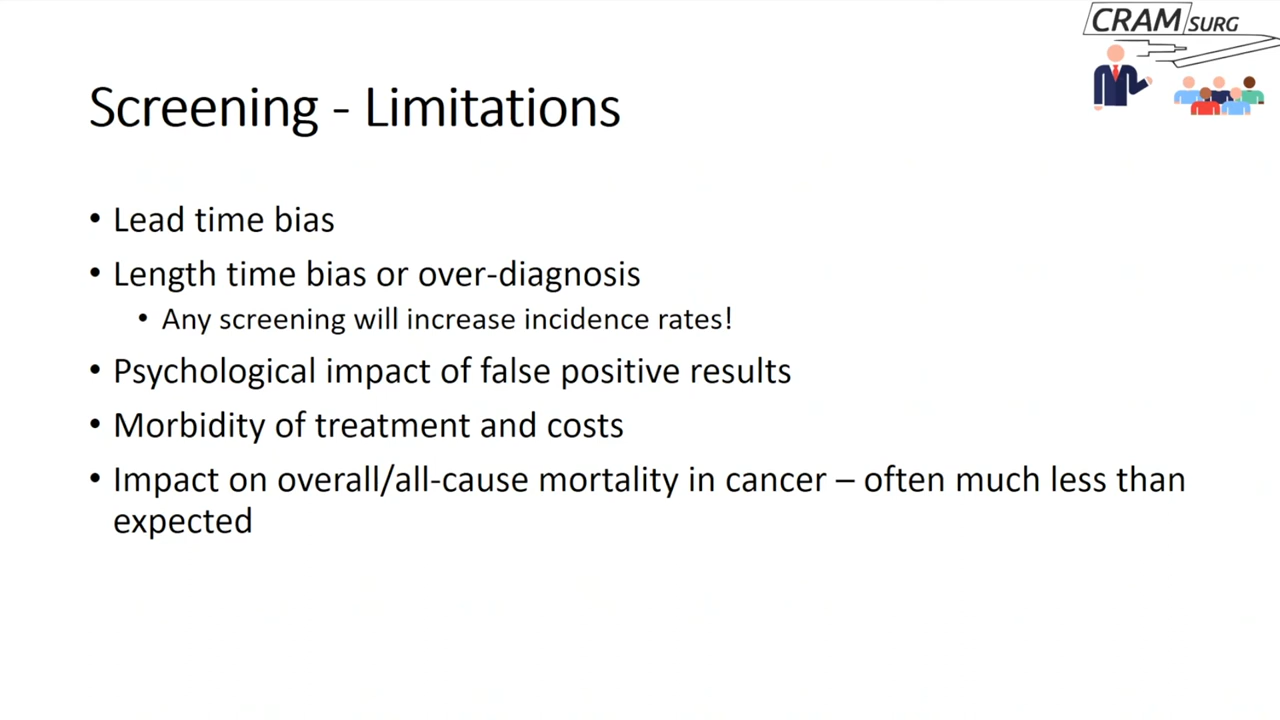 CRAM SURG
Screening - Limitations
• Lead time bias
• Length time bias or over-diagnosis
• Any screening will increase incidence rates!
• Psychological impact of false positive results
• Morbidity of treatment and costs
• Impact on overall/all-cause mortality in cancer – often much less than
expected